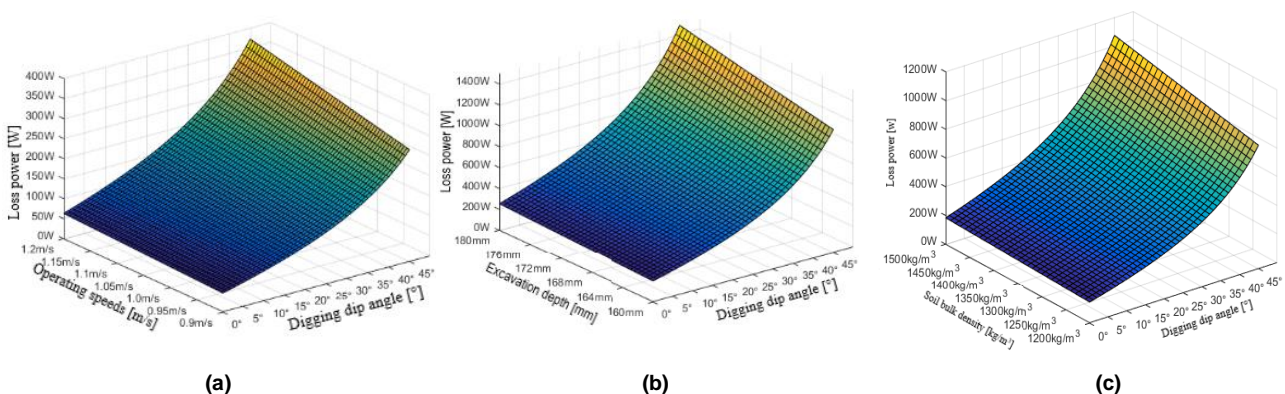 400W
350W
300W
250W
200W
150W
100W
50W
0W
Loss power [W]
1.2m/s
1.15m/s
1.1m/s
1.05m/s
1.0m/s
0.95m/s
0.9m/s
Operating speeds [m/s]
0° 5° 10° 15° 20° 25° 30° 35° 40° 45°
Digging dip angle [°]
(a)
1400W
1200W
1000W
800W
600W
400W
200W
0W
Loss power [W]
180mm
176mm
172mm
168mm
164mm
160mm
Excavation depth [mm]
0° 5° 10° 15° 20° 25° 30° 35° 40° 45°
Digging dip angle [°]
(b)
1200W
1000W
800W
600W
400W
200W
0W
Loss power [w]
1500kg/m³
1450kg/m³
1400kg/m³
1350kg/m³
1300kg/m³
1250kg/m³
1200kg/m³
Soil bulk density [kg/m³]
0° 5° 10° 15° 20° 25° 30° 35° 40° 45°
Digging dip angle [°]
(c)